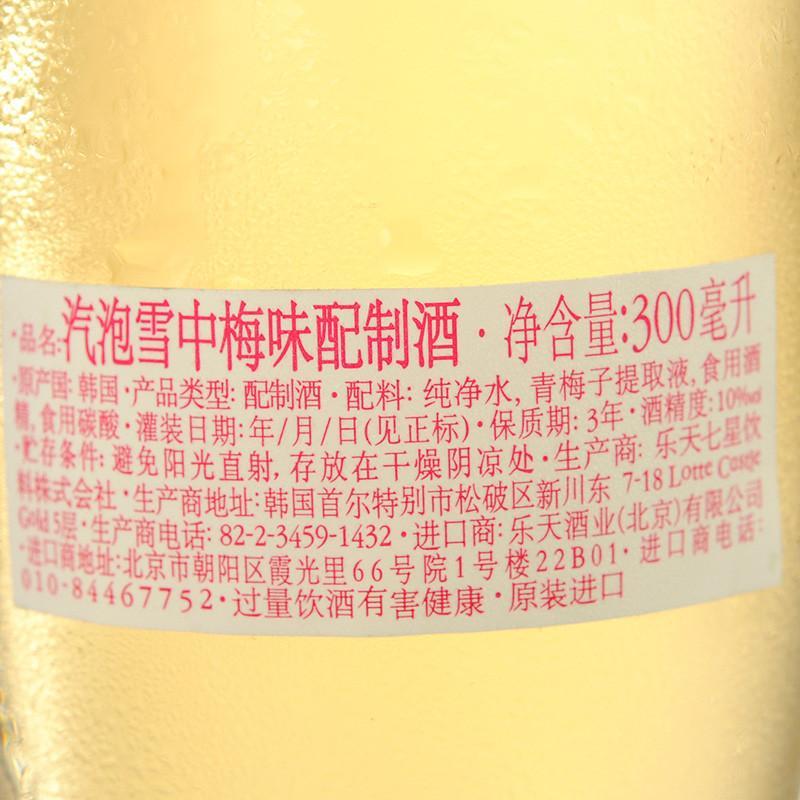 ·品名:汽泡雪中梅味配制酒·净含量:300毫升
·原产国:韩国·产品类型:配制酒·配料:纯净水,青梅子提取液,食用酒
精,食用碳酸·灌装日期:年/月/日(见正标)·保质期:3年·酒精度:10%vol
·贮存条件:避免阳光直射,存放在干燥阴凉处·生产商:乐天七星饮
料株式会社·生产商地址:韩国首尔特别市松破区新川东 7-18 Lotte Castle
Gold 5层·生产商电话:82-2-3459-1432·进口商:乐天酒业(北京)有限公司
·进口商地址:北京市朝阳区霞光里66号院1号楼22B01·进口商电话:
010-84467752·过量饮酒有害健康·原装进口